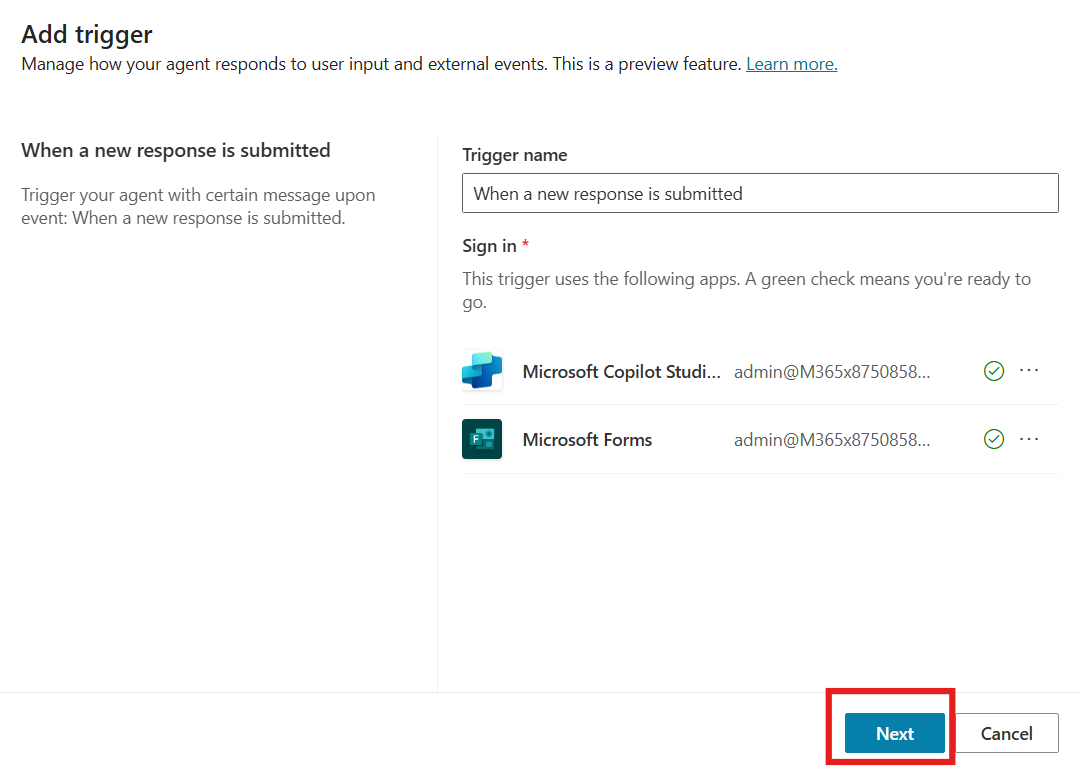 Add trigger
Manage how your agent responds to user input and external events. This is a preview feature. Learn more.
When a new response is submitted
Trigger your agent with certain message upon
event: When a new response is submitted.
Trigger name
When a new response is submitted
Sign in *
This trigger uses the following apps. A green check means you're ready to
go.
Microsoft Copilot Studi... admin@M365x8750858... ...
F Microsoft Forms admin@M365x8750858... ...
Next Cancel